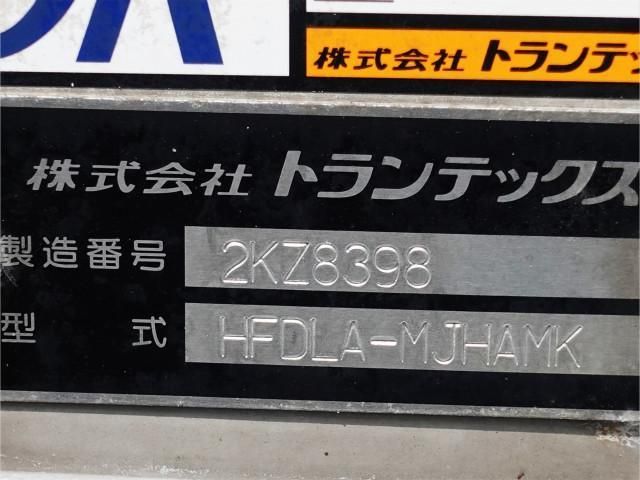 株式会社 トランテッ
株式会社 トランテックス
製造番号 2KZ8398
型 式 HFDLA-MJHAMK